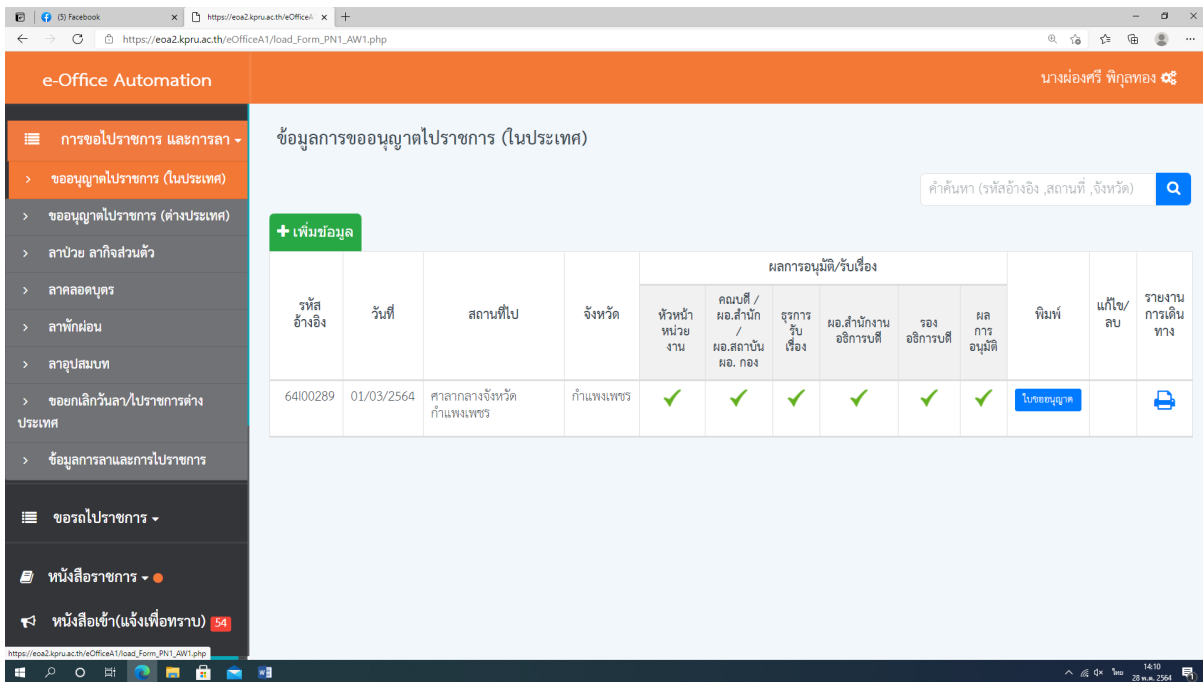 (5) Facebook
https://eoa2.kpru.ac.th/eOfficeA
https://eoa2.kpru.ac.th/eOfficeA1/load_Form_PN1_AW1.php
e-Office Automation
นางผ่องศรี พิกุลทอง
การขอไปราชการ และการลา
ขออนุญาตไปราชการ (ในประเทศ)
ขออนุญาตไปราชการ (ต่างประเทศ)
ลาป่วย ลากิจส่วนตัว
ลาคลอดบุตร
ลาพักผ่อน
ลาอุปสมบท
ขอยกเลิกวันลา/ไปราชการต่าง
ประเทศ
ข้อมูลการลาและการไปราชการ
ขอรถไปราชการ
หนังสือราชการ
หนังสือเข้า(แจ้งเพื่อทราบ) 54
ข้อมูลการขออนุญาตไปราชการ (ในประเทศ)
คำค้นหา (รหัสอ้างอิง ,สถานที่ ,จังหวัด)
เพิ่มข้อมูล
รหัส
อ้างอิง
วันที่
สถานที่ไป
จังหวัด
ผลการอนุมัติ/รับเรื่อง
หัวหน้า
หน่วย
งาน
คณบดี /
ผอ.สำนัก
/
ผอ.สถาบัน
ผอ. กอง
ธุรการ
รับ
เรื่อง
ผอ.สำนักงาน
อธิการบดี
รอง
อธิการบดี
ผล
การ
อนุมัติ
พิมพ์
แก้ไข/
ลบ
รายงาน
การเดิน
ทาง
64I00289
01/03/2564
ศาลากลางจังหวัด
กำแพงเพชร
กำแพงเพชร
ใบขออนุญาต
https://eoa2.kpru.ac.th/eOfficeA1/load_Form_PN1_AW1.php
ไทย
14:10
28 พ.ค. 2564